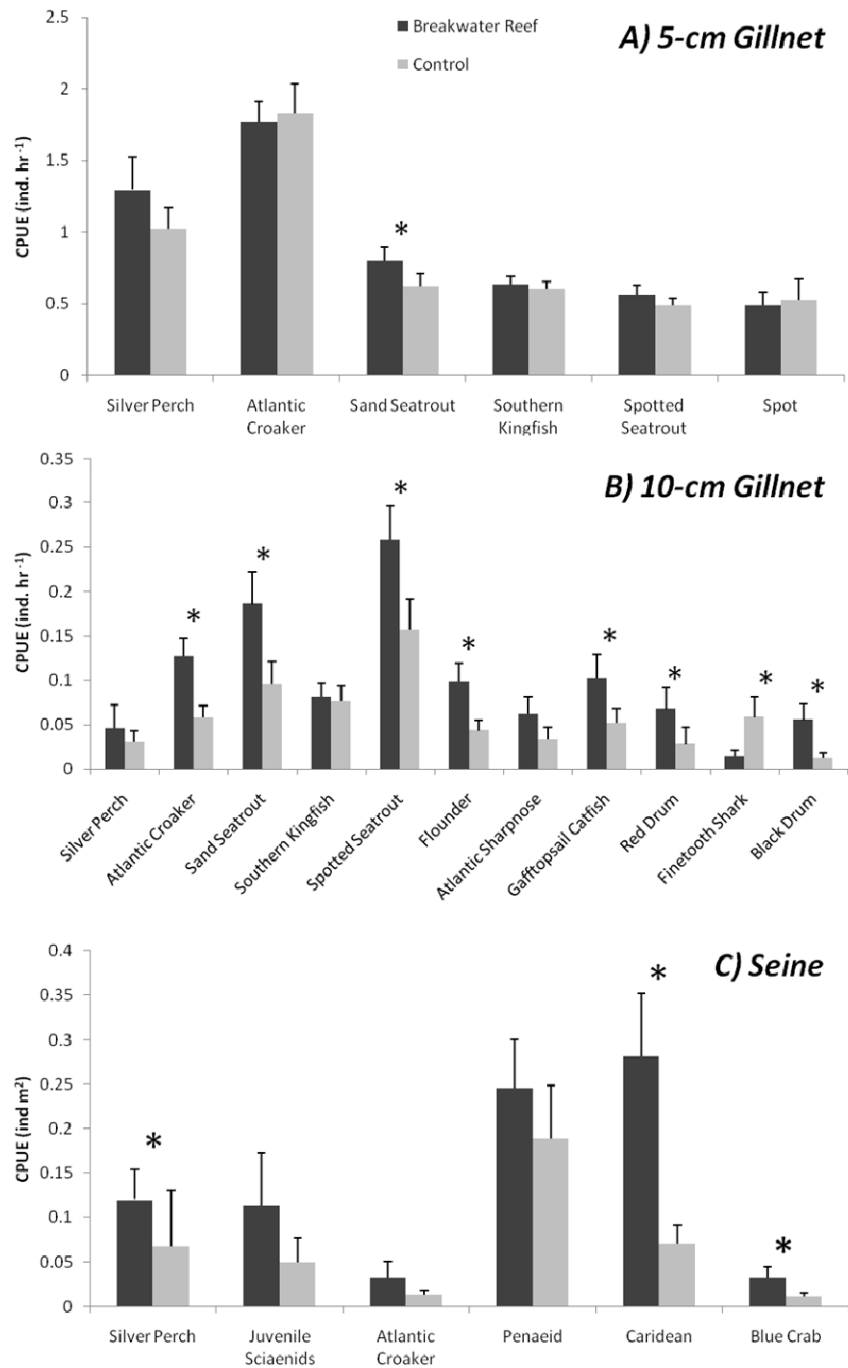 Breakwater Reef
Control
A) 5-cm Gillnet
CPUE (ind. hr -1)
2.5
2
1.5
1
0.5
0
*
Silver Perch
Atlantic
Croaker
Sand Seatrout
Southern
Kingfish
Spotted
Seatrout
Spot
B) 10-cm Gillnet
CPUE (ind. hr-1)
0.35
0.3
0.25
0.2
0.15
0.1
0.05
0
* * * * * * * *
Silver Perch
Atlantic Croaker
Sand Seatrout
Southern Kingfish
Spotted Seatrout
Flounder
Atlantic Sharpnose
Gafftopsail Catfish
Red Drum
Finetooth Shark
Black Drum
C) Seine
CPUE (ind m²)
0.4
0.35
0.3
0.25
0.2
0.15
0.1
0.05
0
* * *
Silver Perch
Juvenile
Sciaenids
Atlantic
Croaker
Penaeid
Caridean
Blue Crab